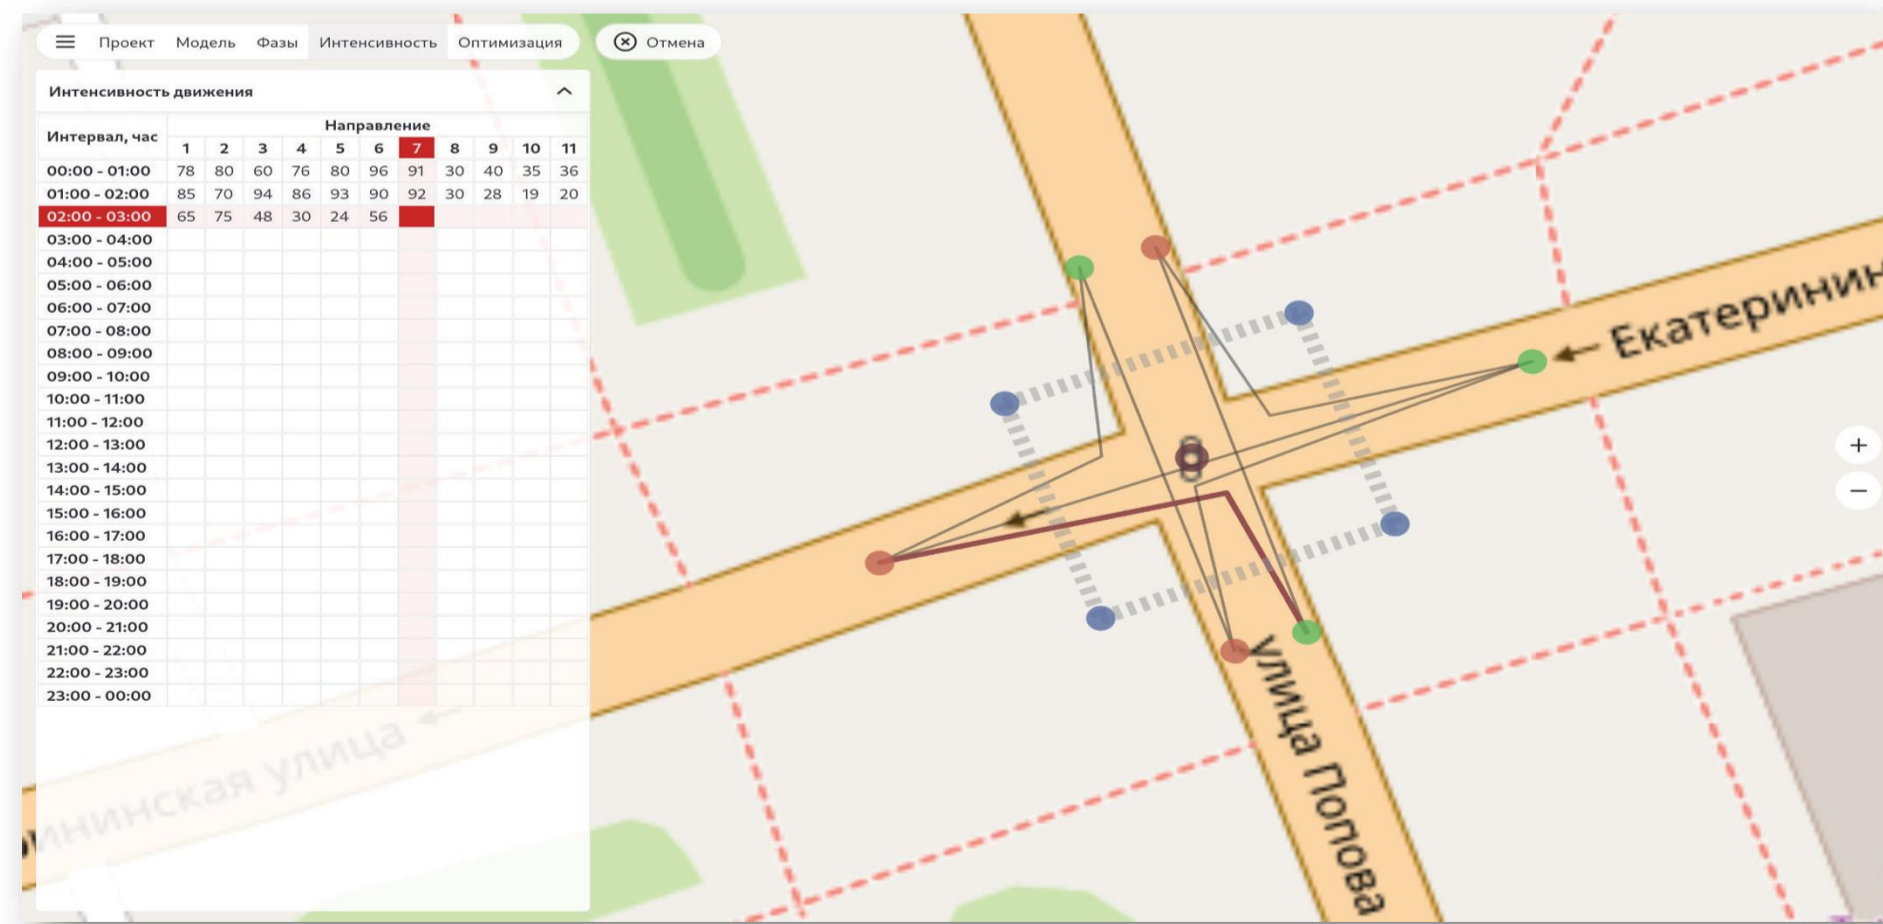 Проект Модель Фазы Интенсивность Оптимизация Отмена
Интенсивность движения
Интервал, час Направление
1 2 3 4 5 6 7 8 9 10 11
00:00 - 01:00 78 80 60 76 80 96 91 30 40 35 36
01:00 - 02:00 85 70 94 86 93 90 92 30 28 19 20
02:00 - 03:00 65 75 48 30 24 56
03:00 - 04:00
04:00 - 05:00
05:00 - 06:00
06:00 - 07:00
07:00 - 08:00
08:00 - 09:00
09:00 - 10:00
10:00 - 11:00
11:00 - 12:00
12:00 - 13:00
13:00 - 14:00
14:00 - 15:00
15:00 - 16:00
16:00 - 17:00
17:00 - 18:00
18:00 - 19:00
19:00 - 20:00
20:00 - 21:00
21:00 - 22:00
22:00 - 23:00
23:00 - 00:00
Екатеринин
+
−
рининская улица
улица Попова